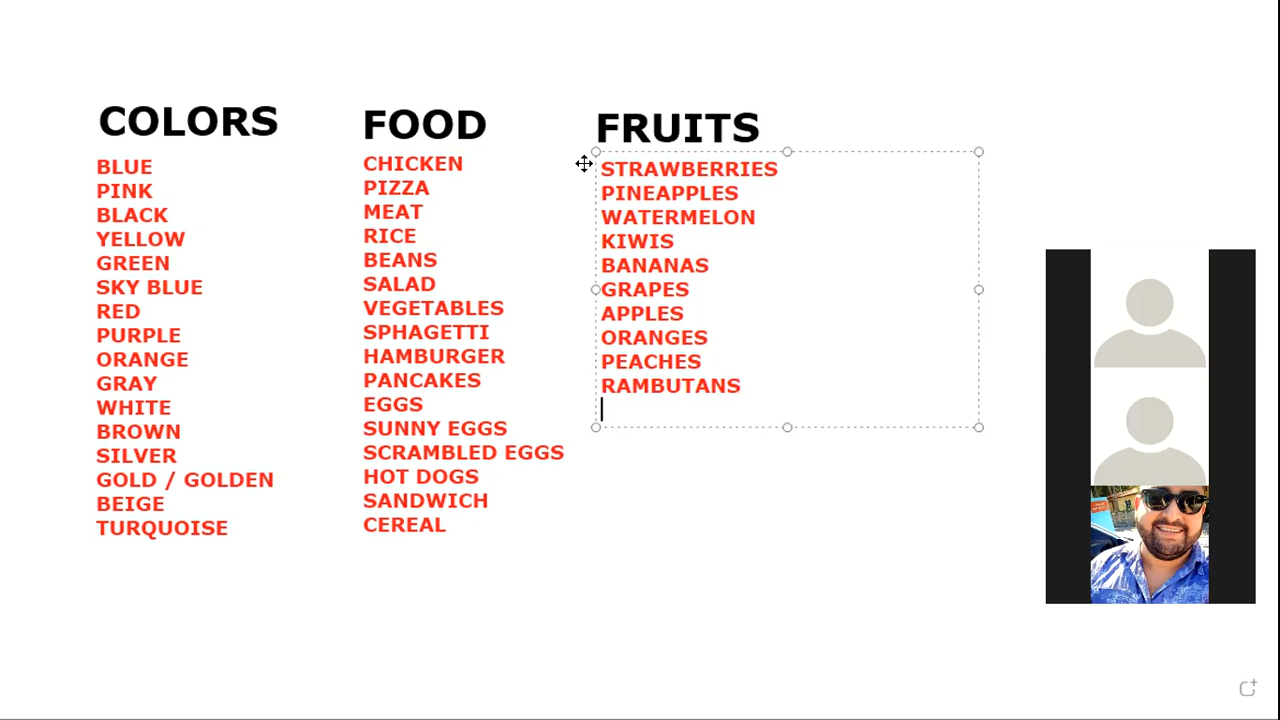 COLORS
BLUE
PINK
BLACK
YELLOW
GREEN
SKY BLUE
RED
PURPLE
ORANGE
GRAY
WHITE
BROWN
SILVER
GOLD / GOLDEN
BEIGE
TURQUOISE
FOOD
CHICKEN
PIZZA
MEAT
RICE
BEANS
SALAD
VEGETABLES
SPHAGETTI
HAMBURGER
PANCAKES
EGGS
SUNNY EGGS
SCRAMBLED EGGS
HOT DOGS
SANDWICH
CEREAL
FRUITS
STRAWBERRIES
PINEAPPLES
WATERMELON
KIWIS
BANANAS
GRAPES
APPLES
ORANGES
PEACHES
RAMBUTANS